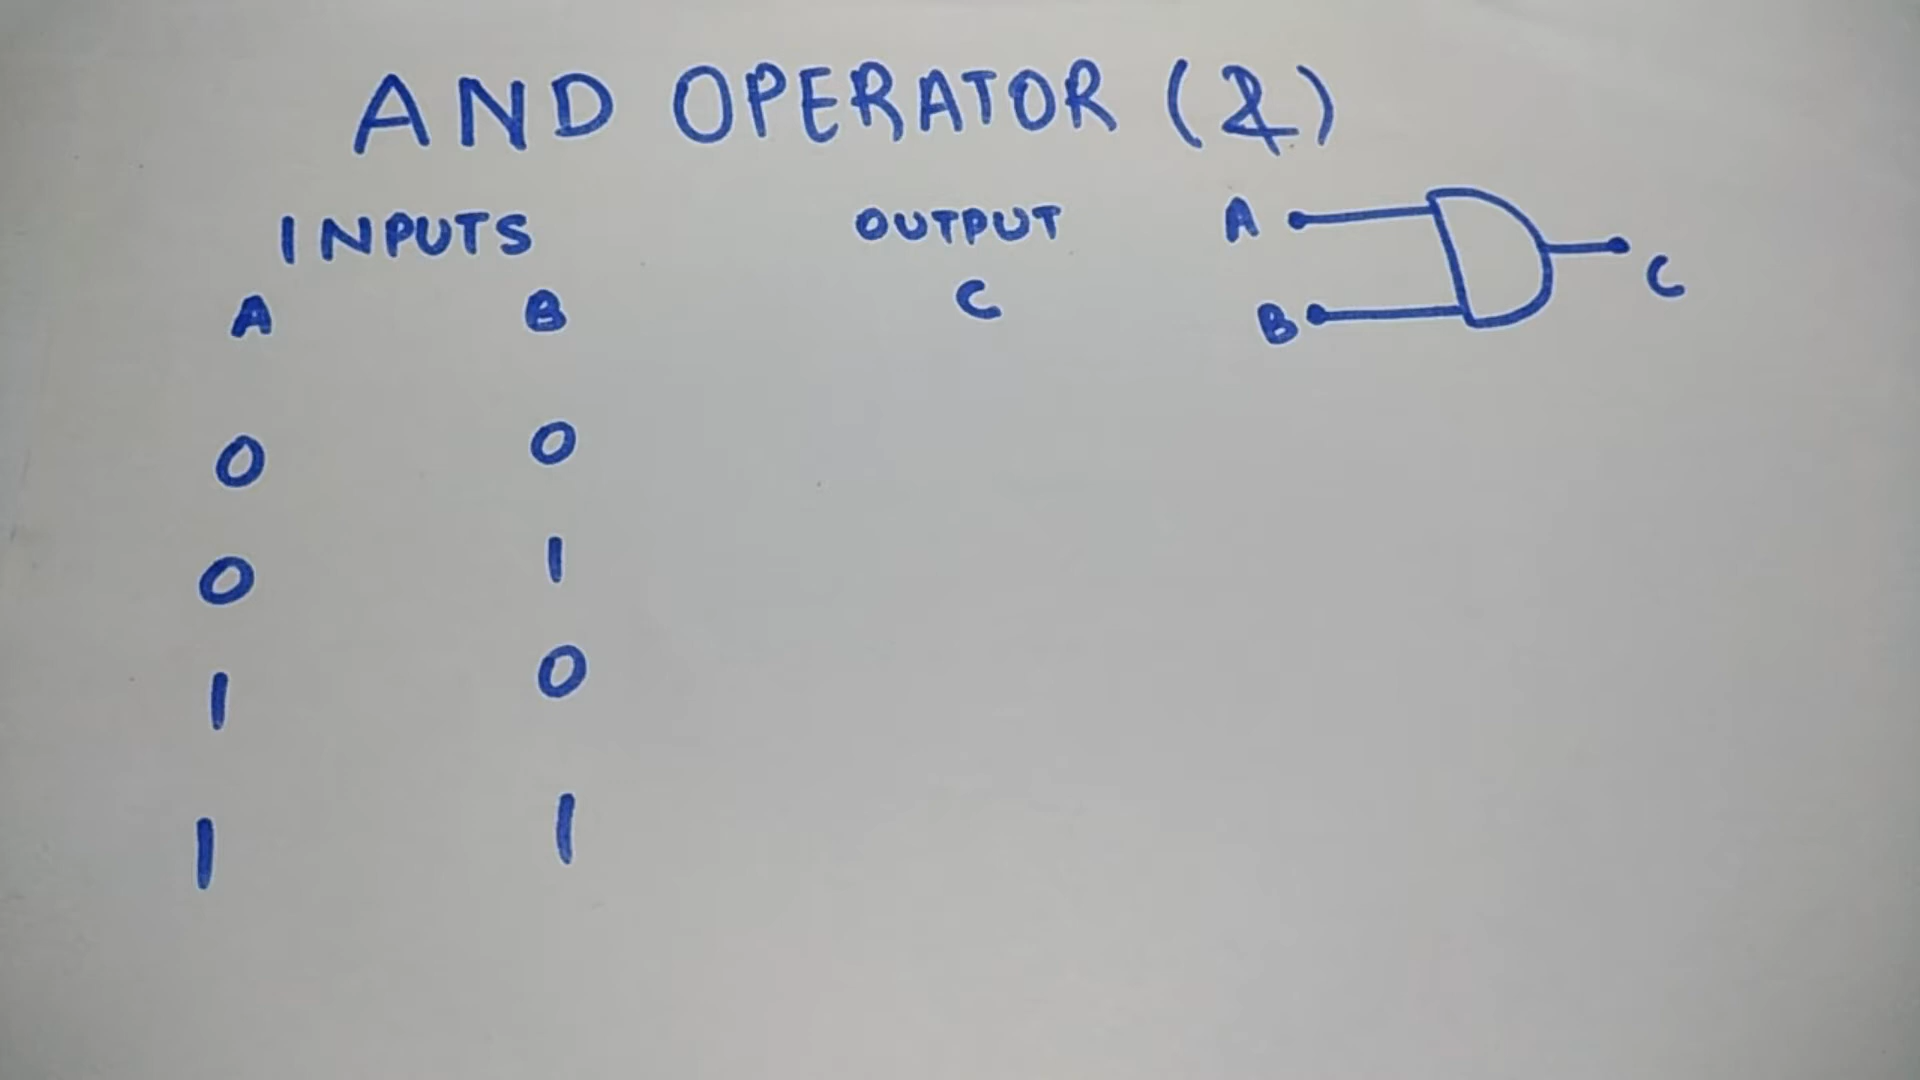 AND OPERATOR (&)
INPUTS OUTPUT
A B C
A
B
C
0 0
0 1
1 0
1 1